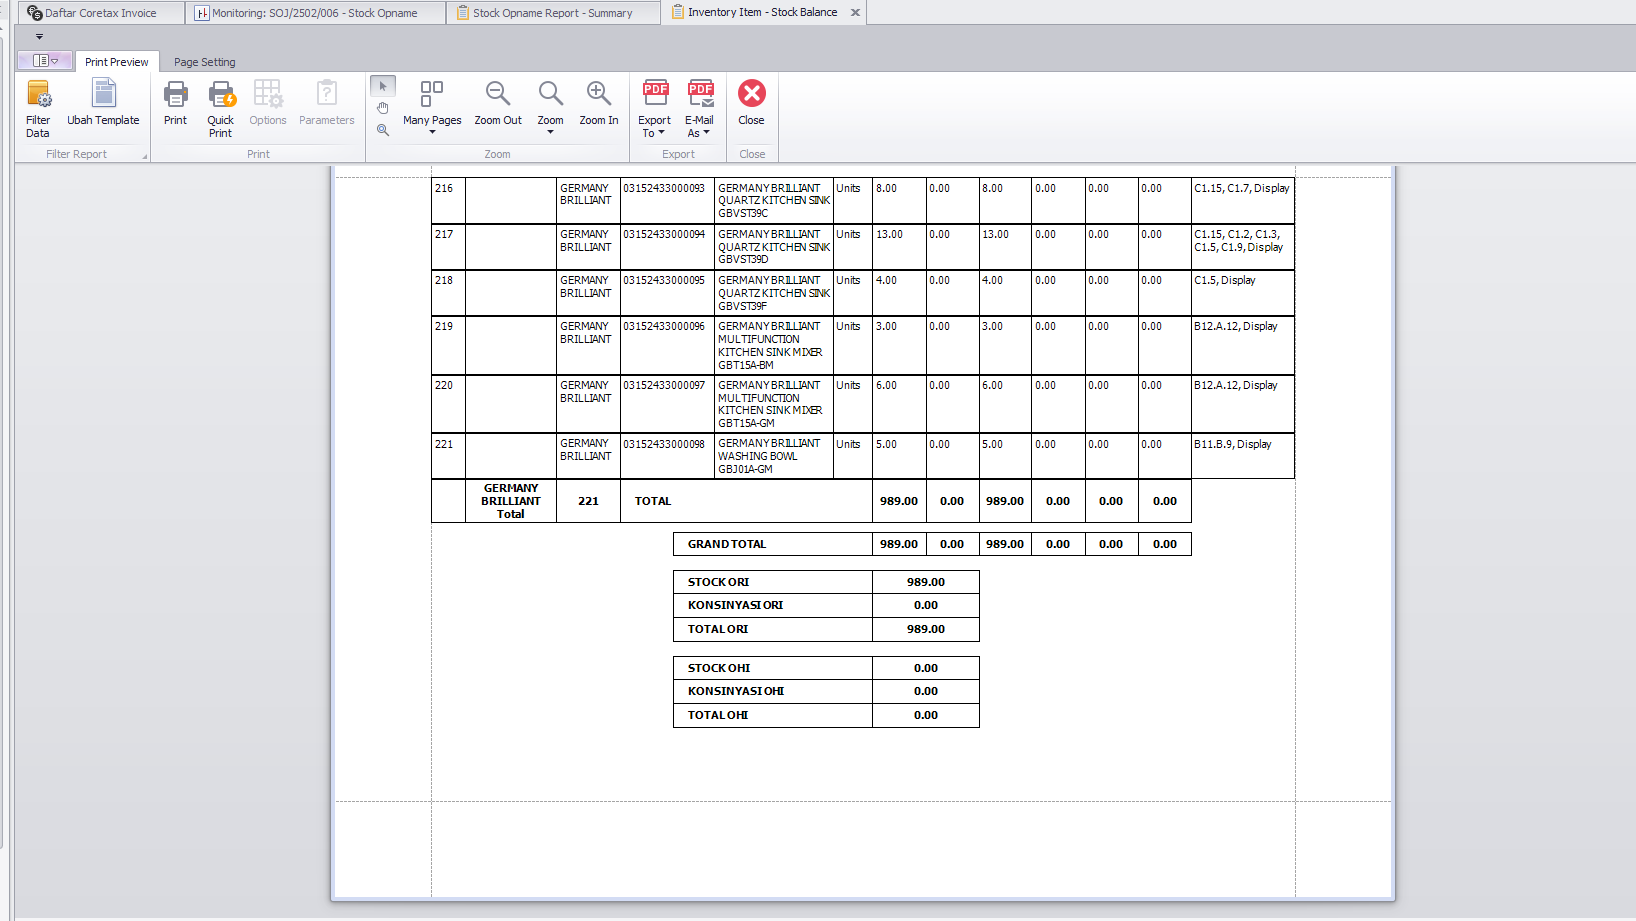 Daftar Coretax Invoice
Monitoring: SOJ/2502/006 - Stock Opname
Stock Opname Report - Summary
Inventory Item - Stock Balance
Print Preview
Page Setting
Filter Data
Ubah Template
Print
Quick Print
Options
Parameters
Many Pages
Zoom Out
Zoom
Zoom In
PDF
Export To
PDF
E-Mail As
Close
Filter Report
Print
Zoom
Export
Close
216 GERMANY 03152433000093 GERMANY BRILLIANT Units 8.00 0.00 8.00 0.00 0.00 0.00 C1.15, C1.7, Display
BRILLIANT QUARTZ KITCHEN SINK
GBVST39C
217 GERMANY 03152433000094 GERMANY BRILLIANT Units 13.00 0.00 13.00 0.00 0.00 0.00 C1.15, C1.2, C1.3,
BRILLIANT QUARTZ KITCHEN SINK C1.5, C1.9, Display
GBVST39D
218 GERMANY 03152433000095 GERMANY BRILLIANT Units 4.00 0.00 4.00 0.00 0.00 0.00 C1.5, Display
BRILLIANT QUARTZ KITCHEN SINK
GBVST39F
219 GERMANY 03152433000096 GERMANY BRILLIANT Units 3.00 0.00 3.00 0.00 0.00 0.00 B12.A.12, Display
BRILLIANT MULTIFUNCTION
KITCHEN SINK MIXER
GBT15A-BM
220 GERMANY 03152433000097 GERMANY BRILLIANT Units 6.00 0.00 6.00 0.00 0.00 0.00 B12.A.12, Display
BRILLIANT MULTIFUNCTION
KITCHEN SINK MIXER
GBT15A-GM
221 GERMANY 03152433000098 GERMANY BRILLIANT Units 5.00 0.00 5.00 0.00 0.00 0.00 B11.B.9, Display
BRILLIANT WASHING BOWL
GBJ01A-GM
GERMANY
BRILLIANT 221 TOTAL 989.00 0.00 989.00 0.00 0.00 0.00
Total
GRAND TOTAL 989.00 0.00 989.00 0.00 0.00 0.00
STOCK ORI 989.00
KONSINYASI ORI 0.00
TOTAL ORI 989.00
STOCK OHI 0.00
KONSINYASI OHI 0.00
TOTAL OHI 0.00